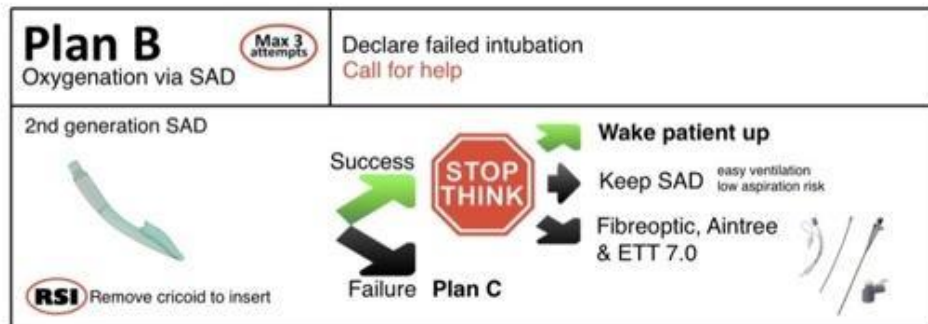 Plan B
Max 3
attempts
Oxygenation via SAD
Declare failed intubation
Call for help
2nd generation SAD
Success
STOP
THINK
Wake patient up
Keep SAD easy ventilation
low aspiration risk
Fibreoptic, Aintree
& ETT 7.0
RSI Remove cricoid to insert
Failure Plan C